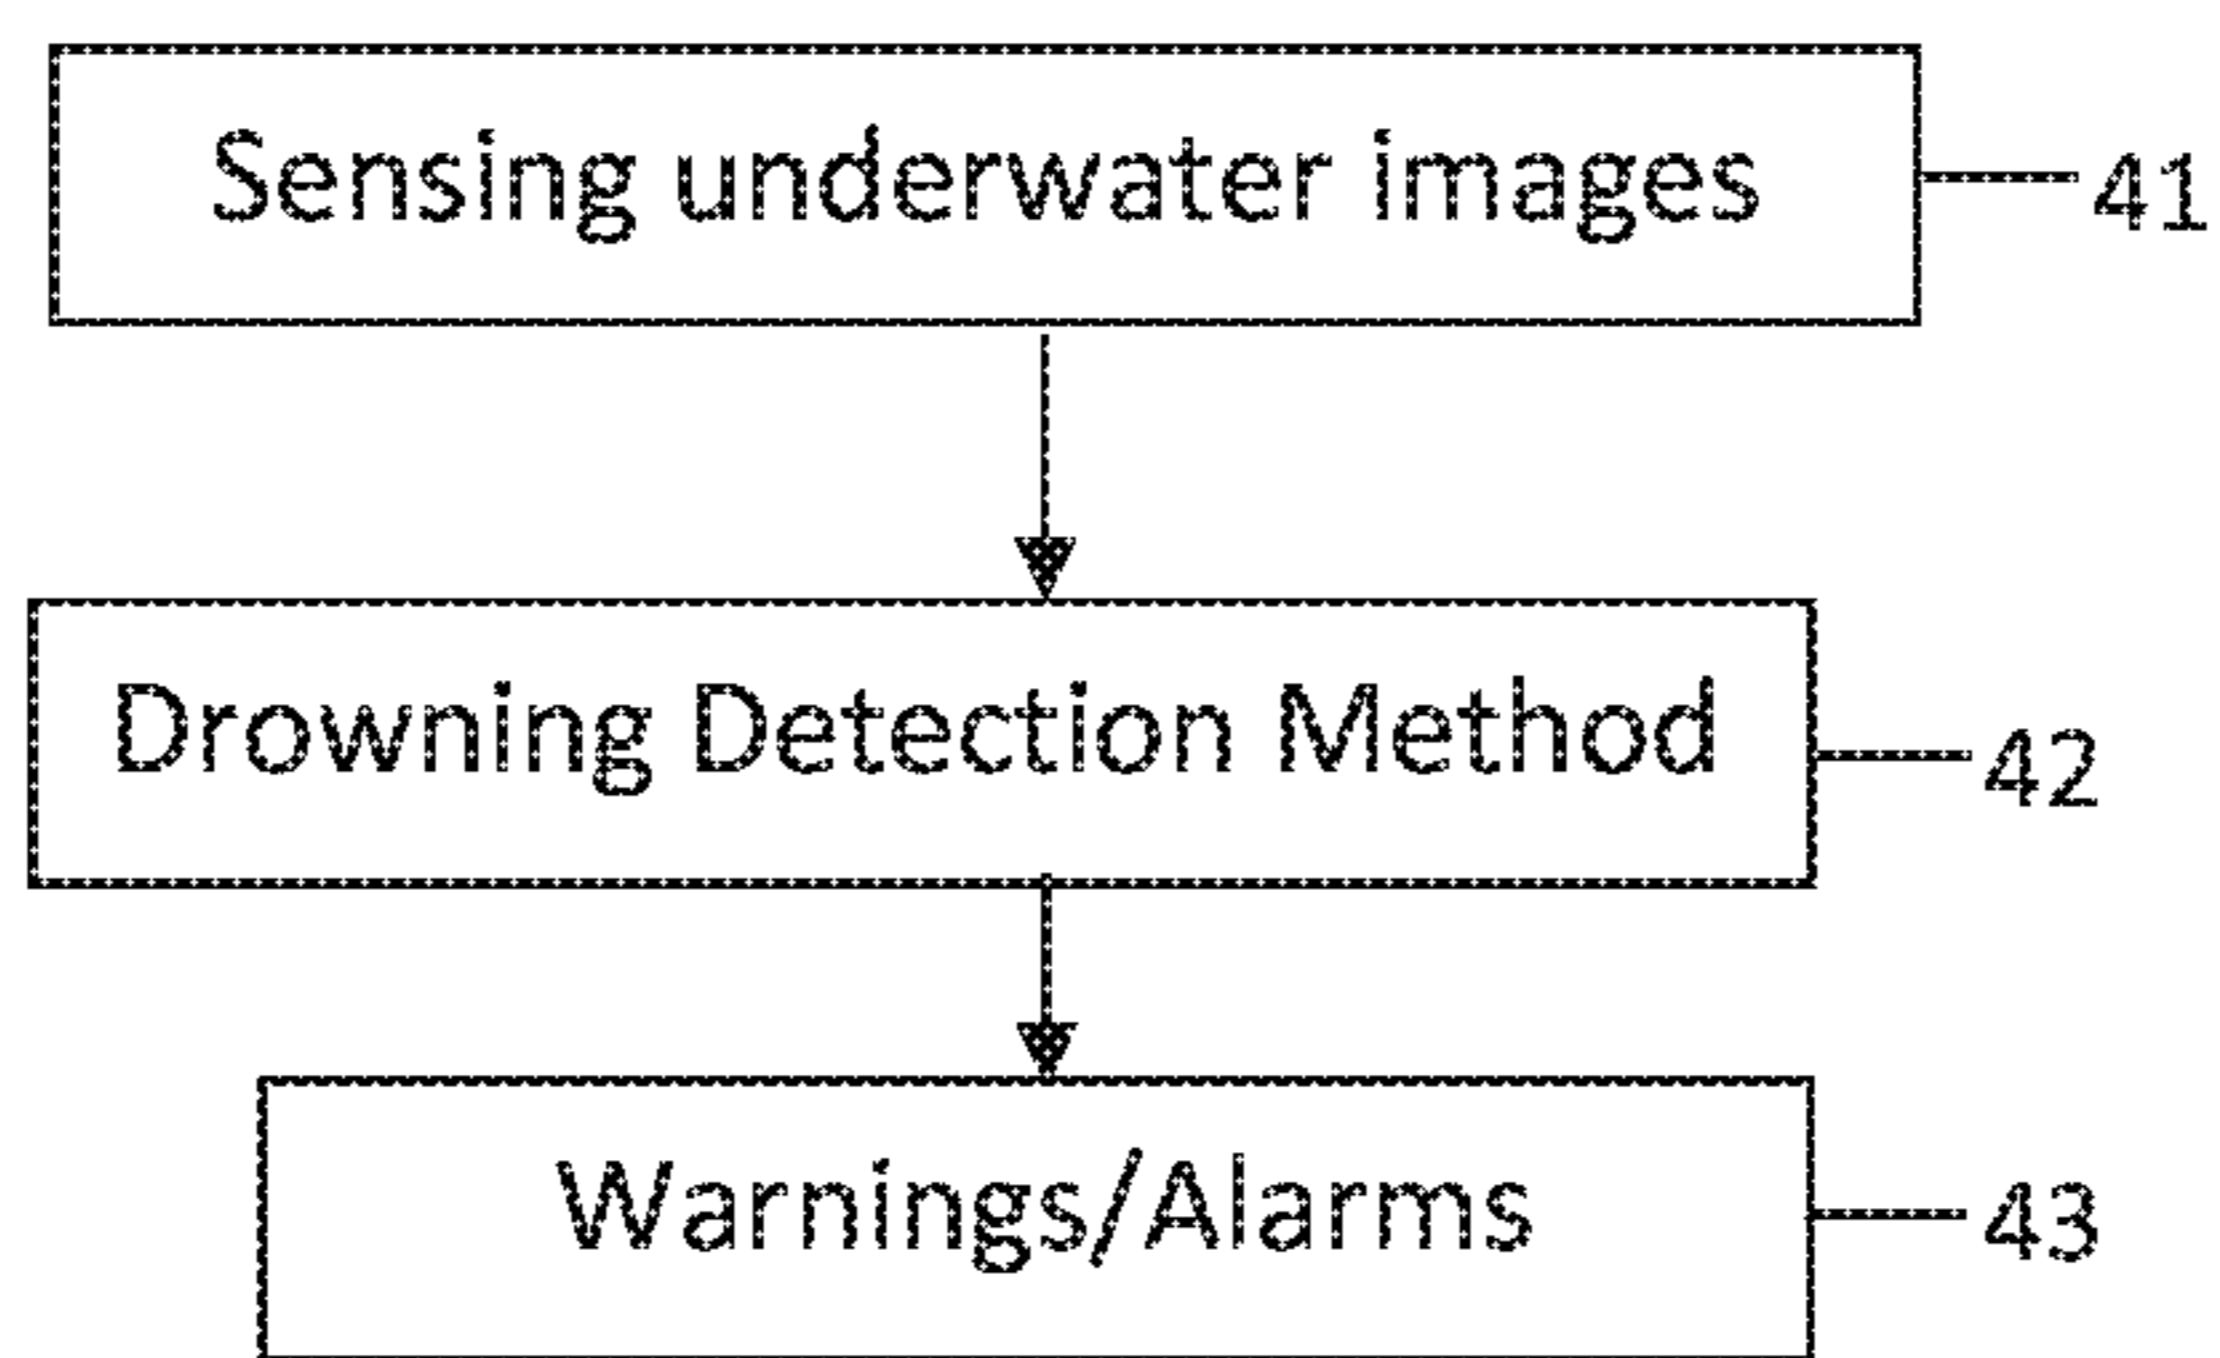 Sensing underwater images
41
Drowning Detection Method
42
Warnings/Alarms
43